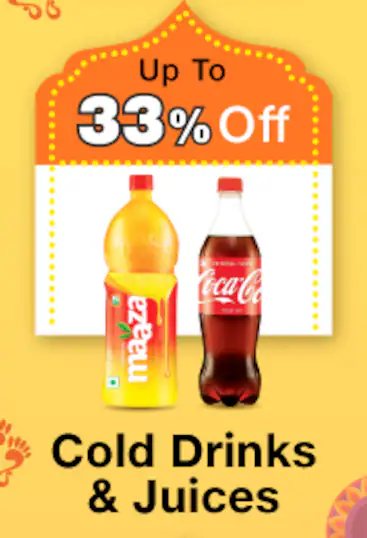 Up To
33% Off
maaza
Coca-Cola
Cold Drinks
& Juices